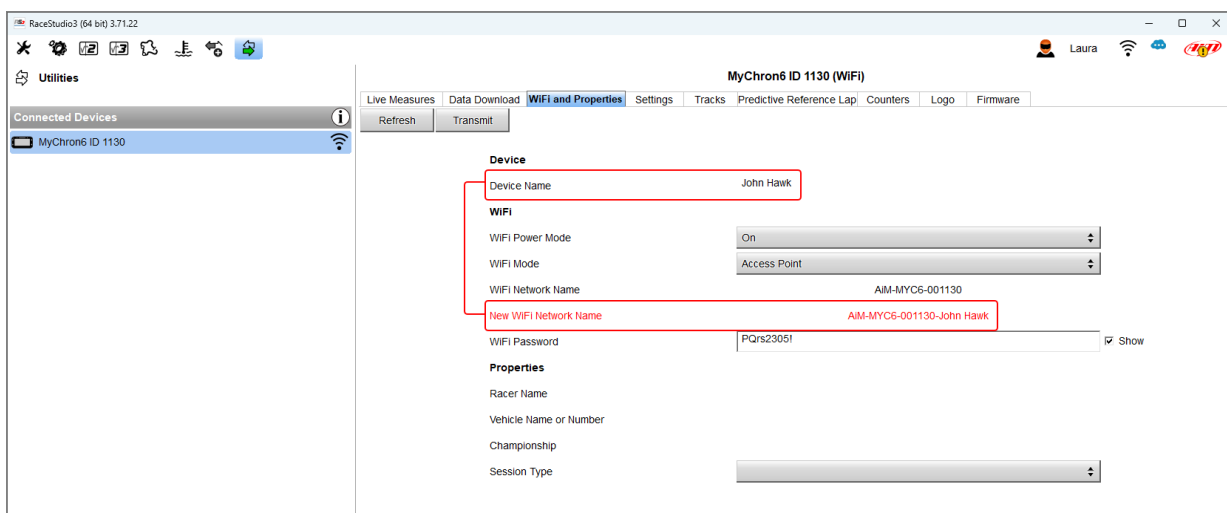 RaceStudio3 (64 bit) 3.71.22
Laura
Utilities
MyChron6 ID 1130 (WiFi)
Live Measures Data Download WiFi and Properties Settings Tracks Predictive Reference Lap Counters Logo Firmware
Connected Devices
Refresh Transmit
MyChron6 ID 1130
Device
Device Name John Hawk
WiFi
WiFi Power Mode On
WiFi Mode Access Point
WiFi Network Name AiM-MYC6-001130
New WiFi Network Name AiM-MYC6-001130-John Hawk
WiFi Password PQrs2305! Show
Properties
Racer Name
Vehicle Name or Number
Championship
Session Type